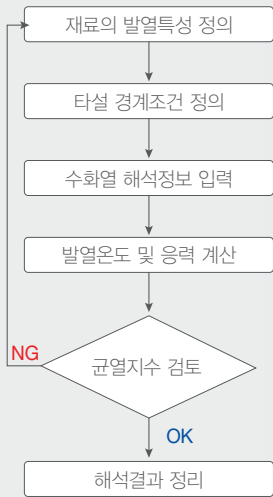 재료의 발열특성 정의
타설 경계조건 정의
수화열 해석정보 입력
발열온도 및 응력 계산
균열지수 검토
NG
OK
해석결과 정리